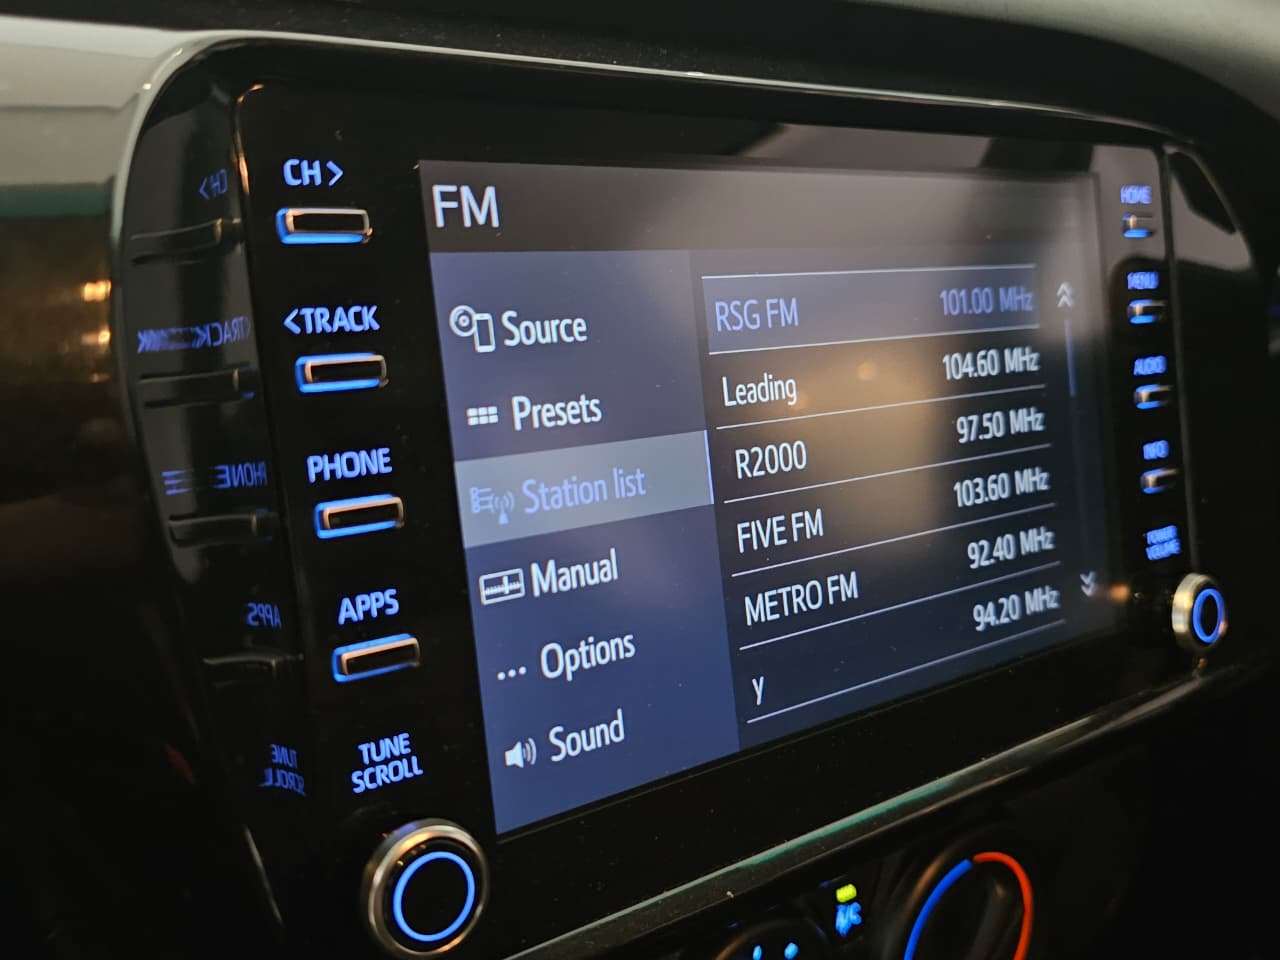 CH>
<TRACK
PHONE
APPS
TUNE
SCROLL
FM
Source
Presets
Station list
Manual
Options
Sound
RSG FM 101.00 MHz
Leading 104.60 MHz
R2000 97.50 MHz
FIVE FM 103.60 MHz
METRO FM 92.40 MHz
y 94.20 MHz
HOME
MENU
AUDIO
INFO
POWER
VOLUME
A/C